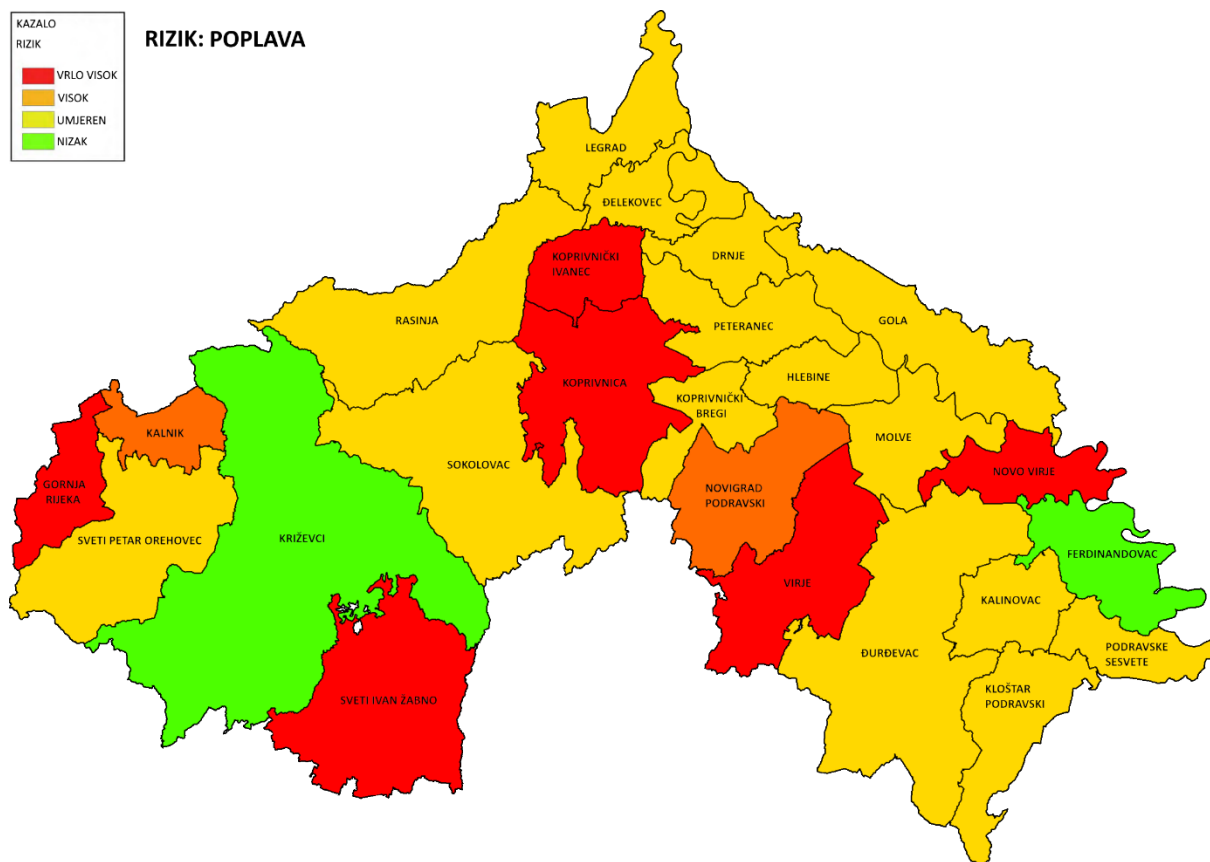 KAZALO
RIZIK
VRLO VISOK
VISOK
UMJEREN
NIZAK
RIZIK: POPLAVA
LEGRAD
ĐELEKOVEC
KOPRIVNIČKI
IVANEC
DRNJE
RASINJA
PETERANEC
GOLA
KOPRIVNICA
HLEBINE
KOPRIVNIČKI
BREGI
KALNIK
MOLVE
SOKOLOVAC
NOVO VIRJE
GORNJA
RIJEKA
NOVIGRAD
PODRAVSKI
SVETI PETAR OREHOVEC
KRIŽEVCI
FERDINANDOVAC
VIRJE
KALINOVAC
ĐURĐEVAC
PODRAVSKE
SESVETE
KLOŠTAR
PODRAVSKI
SVETI IVAN ŽABNO